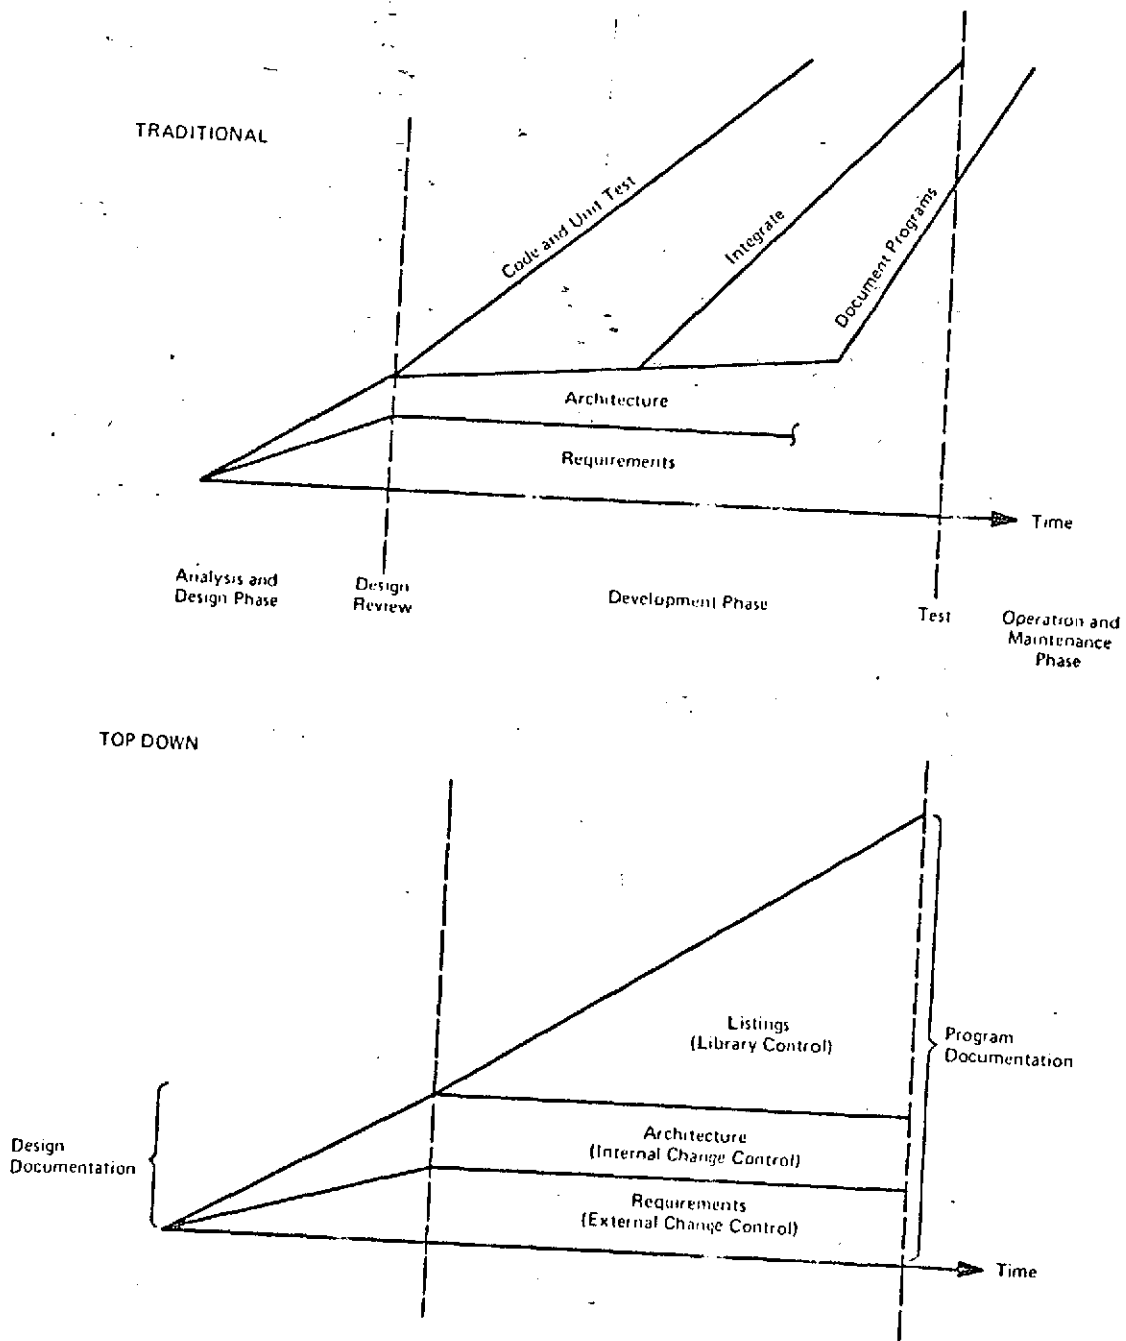 TRADITIONAL
Code and Unit Test
Integrate
Document Programs
Architecture
Requirements
Time
Analysis and
Design Phase
Design
Review
Development Phase
Test
Operation and
Maintenance
Phase
TOP DOWN
Listings
(Library Control)
Program
Documentation
Design
Documentation
Architecture
(Internal Change Control)
Requirements
(External Change Control)
Time